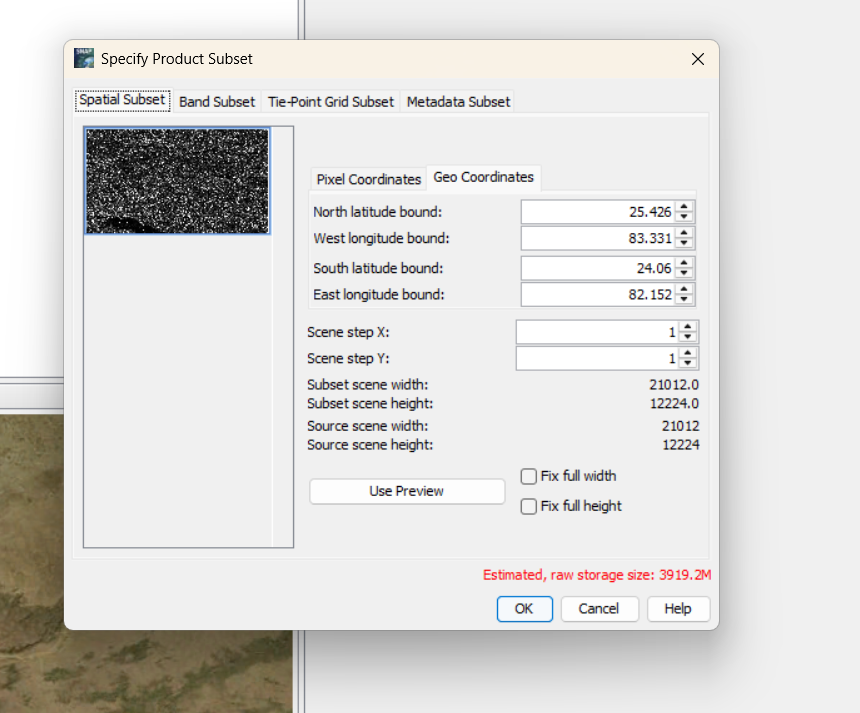 SNAP
Specify Product Subset
Spatial Subset Band Subset Tie-Point Grid Subset Metadata Subset
Pixel Coordinates Geo Coordinates
North latitude bound: 25.426
West longitude bound: 83.331
South latitude bound: 24.06
East longitude bound: 82.152
Scene step X: 1
Scene step Y: 1
Subset scene width: 21012.0
Subset scene height: 12224.0
Source scene width: 21012
Source scene height: 12224
Use Preview
Fix full width
Fix full height
Estimated, raw storage size: 3919.2M
OK Cancel Help